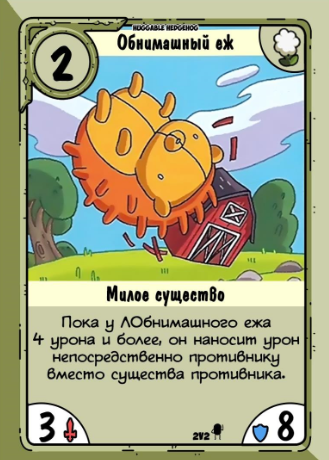 HUGGABLE HEDGEHOG
Обнимашный еж
2
Милое существо
Пока у ЛОбнимашного ежа
4 урона и более, он наносит урон
непосредственно противнику
вместо существа противника.
3
2V2
8